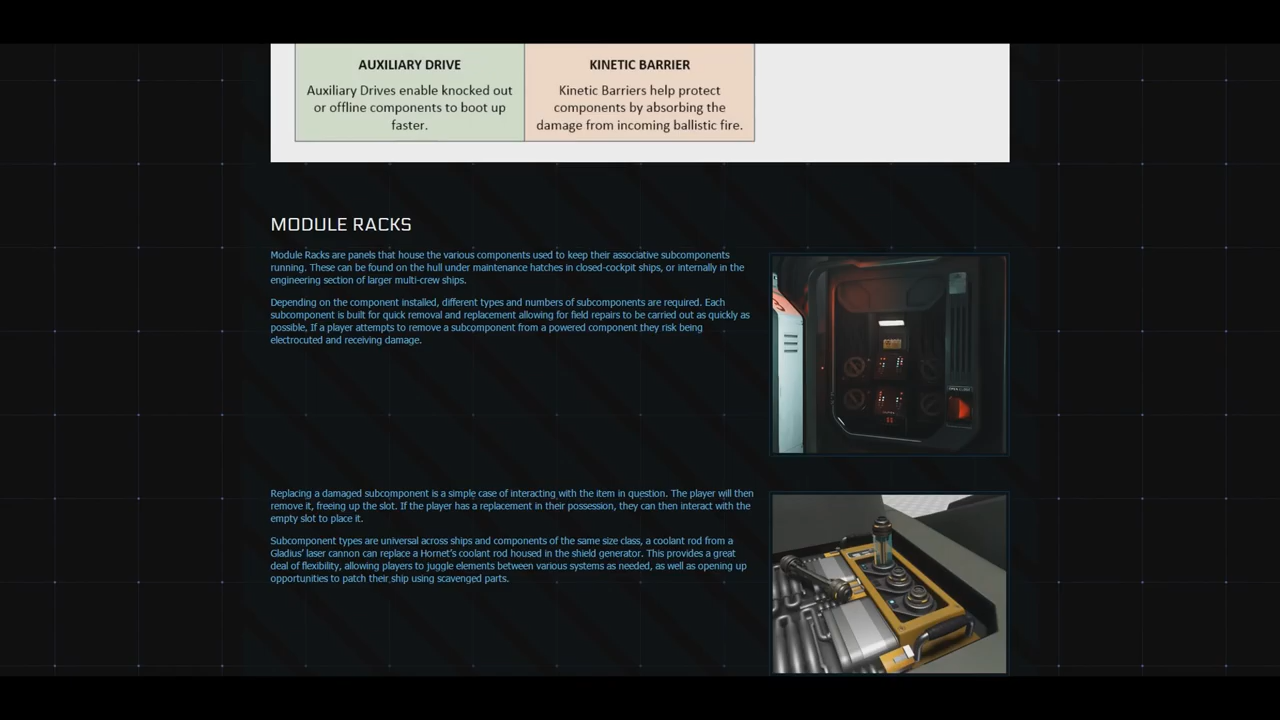 AUXILIARY DRIVE
Auxiliary Drives enable knocked out
or offline components to boot up
faster.
KINETIC BARRIER
Kinetic Barriers help protect
components by absorbing the
damage from incoming ballistic fire.
MODULE RACKS
Module Racks are panels that house the various components used to keep their associative subcomponents
running. These can be found on the hull under maintenance hatches in closed-cockpit ships, or internally in the
engineering section of larger multi-crew ships.
Depending on the component installed, different types and numbers of subcomponents are required. Each
subcomponent is built for quick removal and replacement allowing for field repairs to be carried out as quickly as
possible. If a player attempts to remove a subcomponent from a powered component they risk being
electrocuted and receiving damage.
Replacing a damaged subcomponent is a simple case of interacting with the item in question. The player will then
remove it, freeing up the slot. If the player has a replacement in their possession, they can then interact with the
empty slot to place it.
Subcomponent types are universal across ships and components of the same size class, a coolant rod from a
Gladius' laser cannon can replace a Hornet's coolant rod housed in the shield generator. This provides a great
deal of flexibility, allowing players to juggle elements between various systems as needed, as well as opening up
opportunities to patch their ship using scavenged parts.